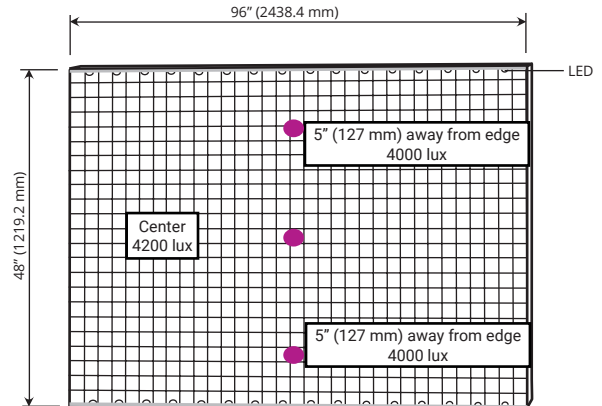 96” (2438.4 mm)
LED
5” (127 mm) away from edge
4000 lux
Center
4200 lux
48” (1219.2 mm)
5” (127 mm) away from edge
4000 lux